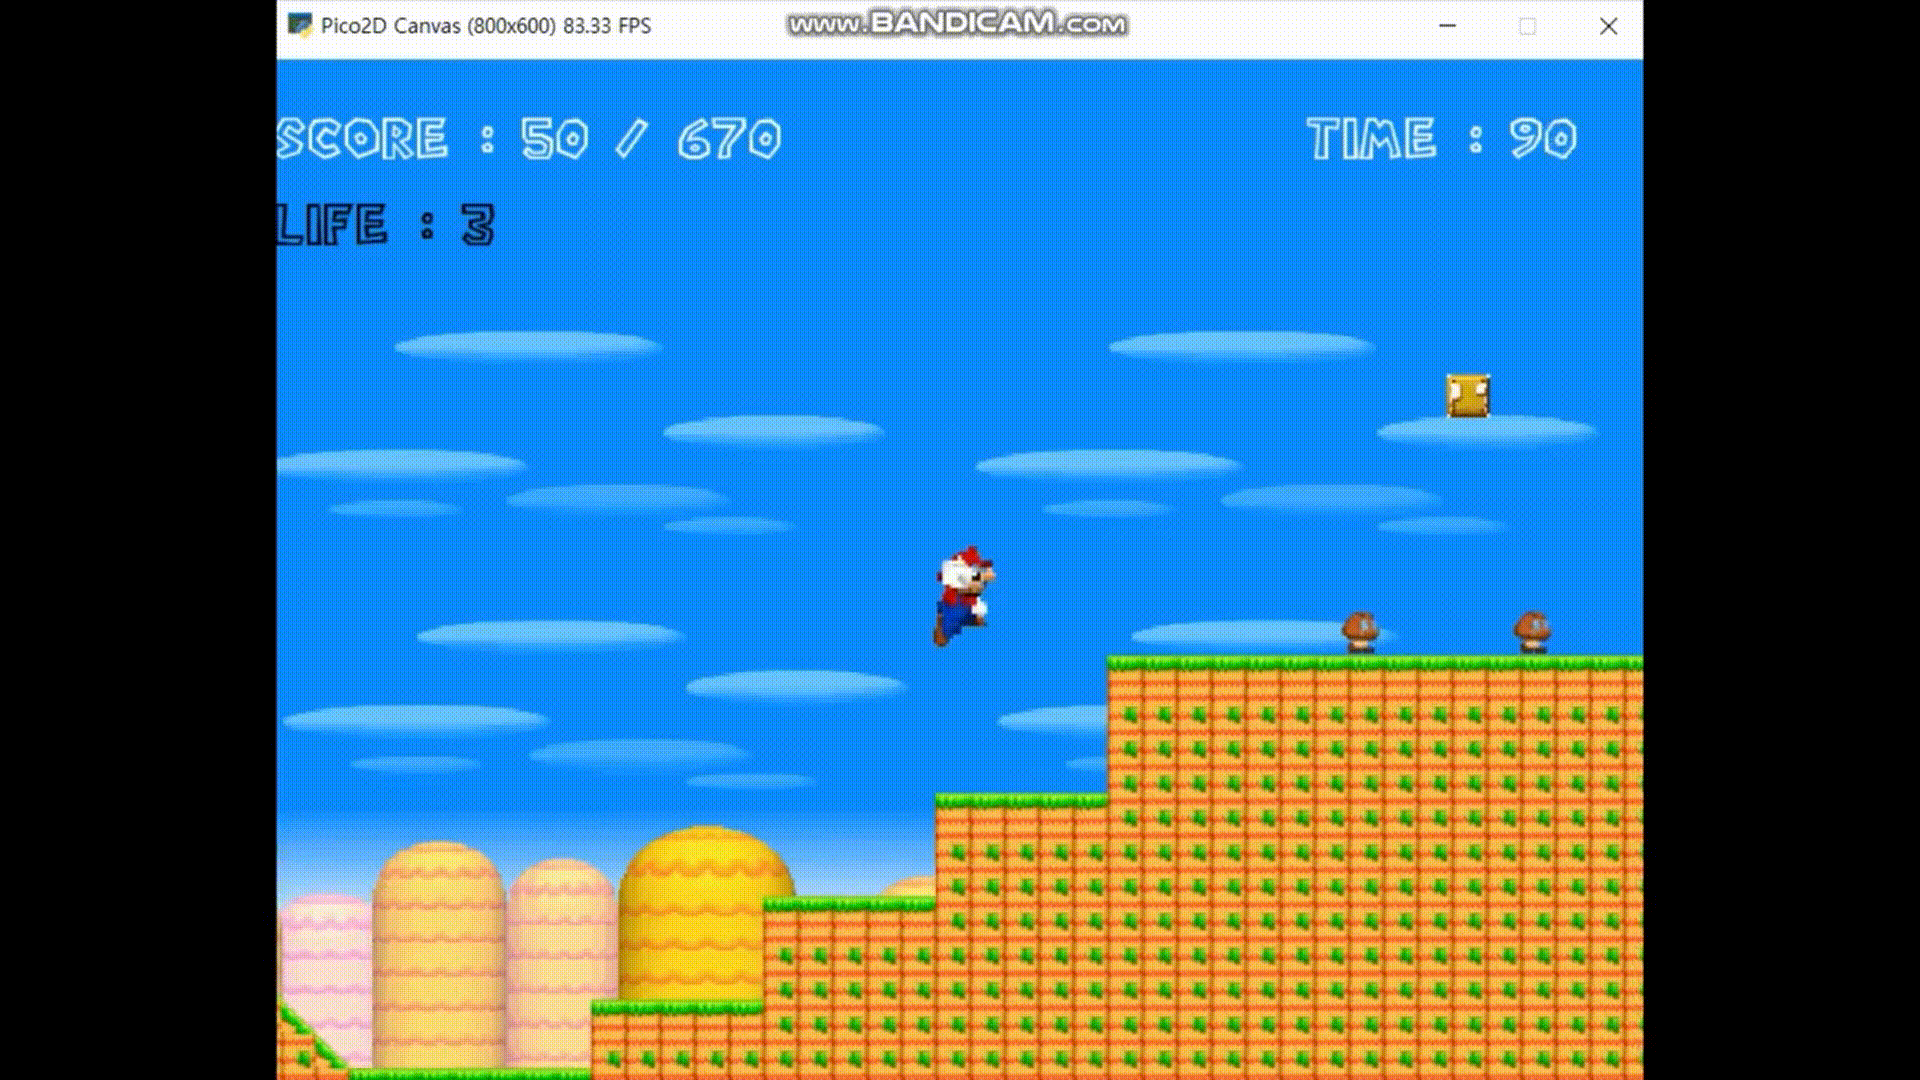 Pico2D Canvas (800x600) 83.33 FPS
www.BANDICAM.com
SCORE : 50 / 670
TIME : 90
LIFE : 3